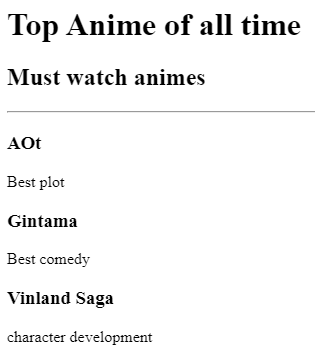 Top Anime of all time
Must watch animes
AOt
Best plot
Gintama
Best comedy
Vinland Saga
character development